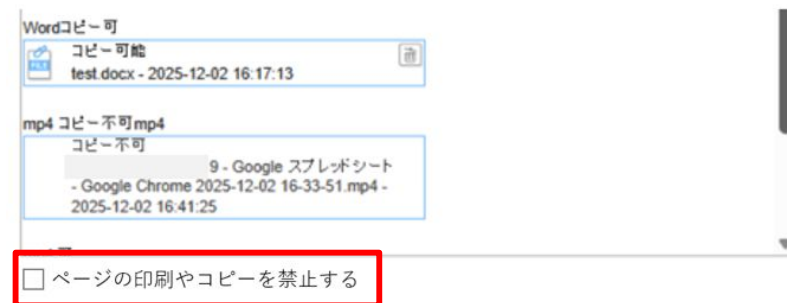 Wordコピー可
コピー可能
FILE
test.docx - 2025-12-02 16:17:13
mp4 コピー不可mp4
コピー不可
9 - Google スプレッドシート
- Google Chrome 2025-12-02 16-33-51.mp4 -
2025-12-02 16:41:25
ページの印刷やコピーを禁止する